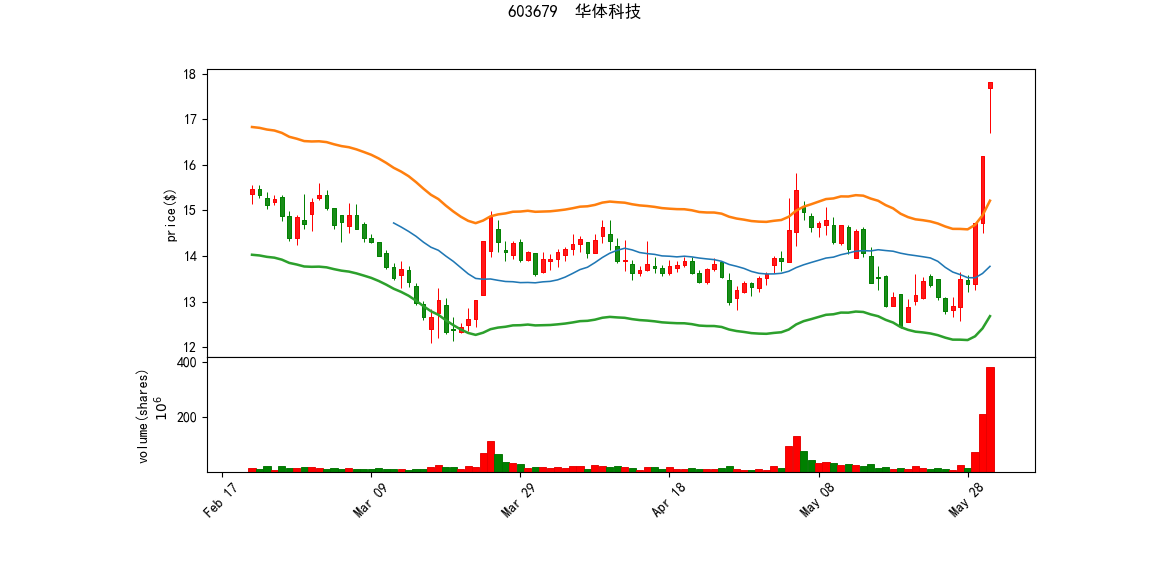 603679 华体科技
18
17
16
15
14
13
12
price($)
400
200
volume(shares)
10^6
Feb 17
Mar 09
Mar 29
Apr 18
May 08
May 28